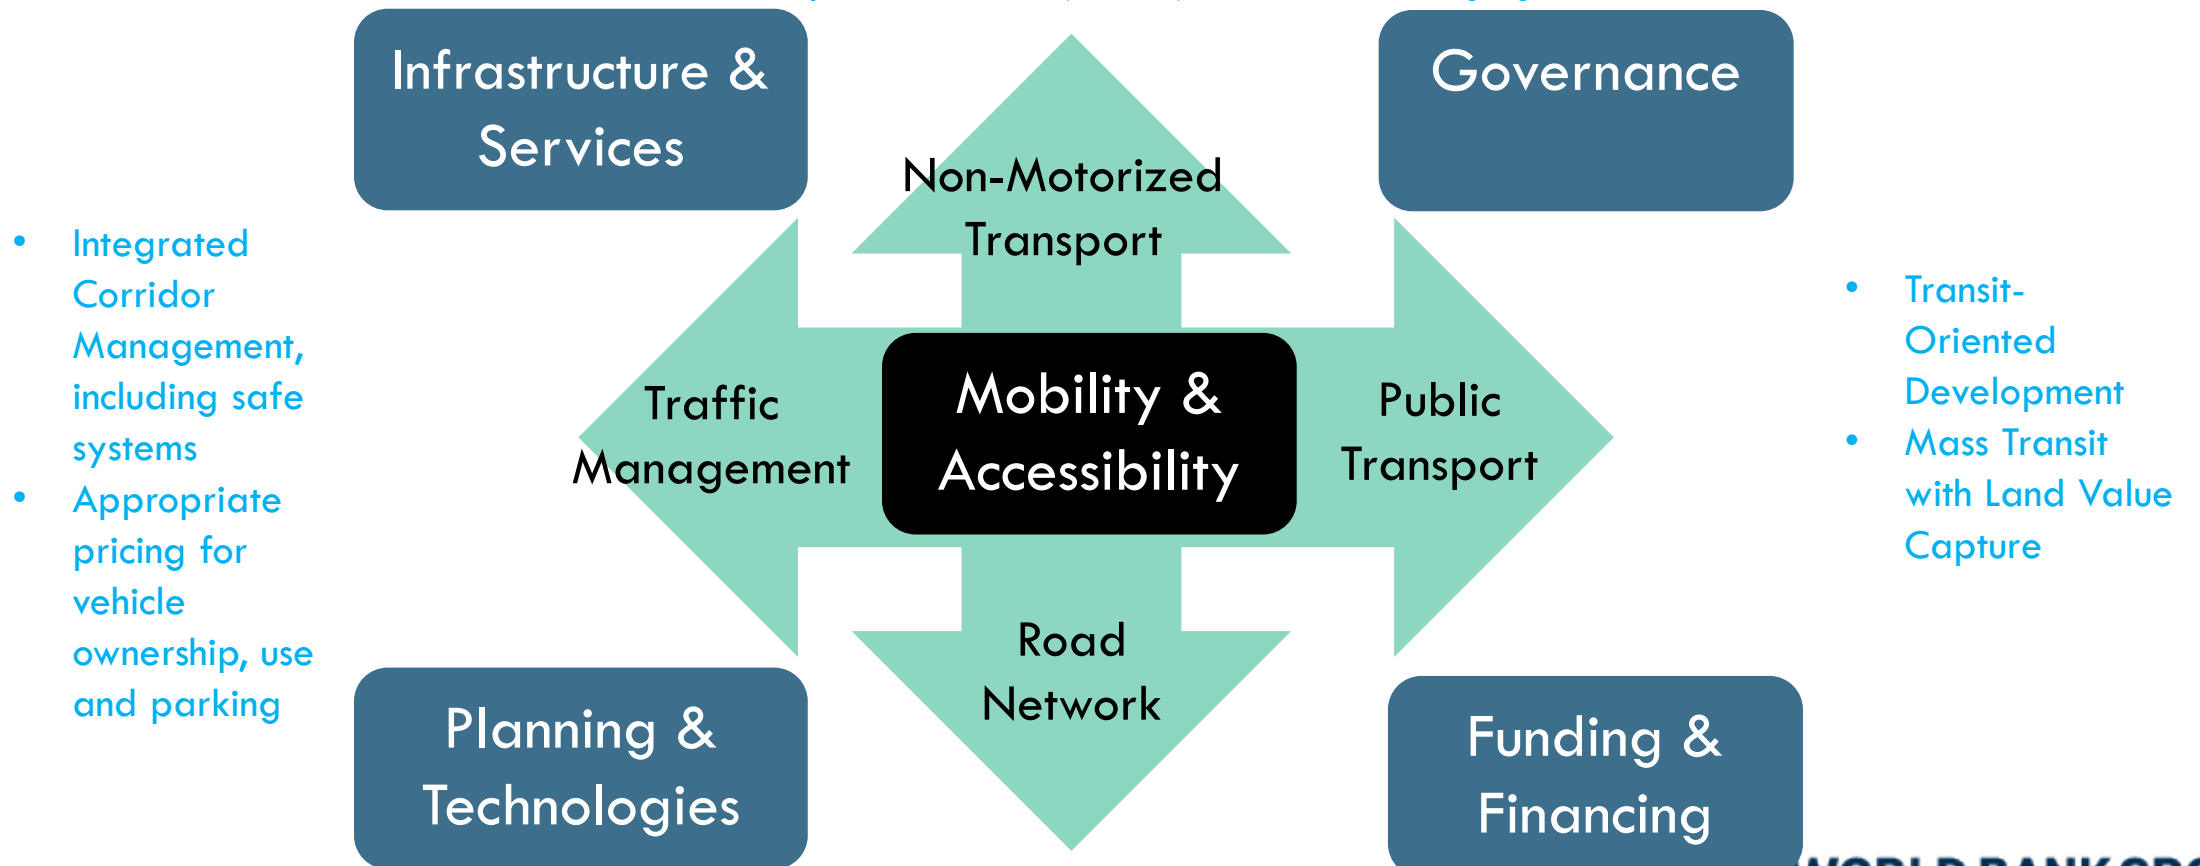 Infrastructure &
Services
Governance
Non-Motorized
Transport
• Integrated
Corridor
Management,
including safe
systems
• Appropriate
pricing for
vehicle
ownership, use
and parking
Traffic
Management
Mobility &
Accessibility
Public
Transport
• Transit-
Oriented
Development
• Mass Transit
with Land Value
Capture
Road
Network
Planning &
Technologies
Funding &
Financing
WORLD BANK